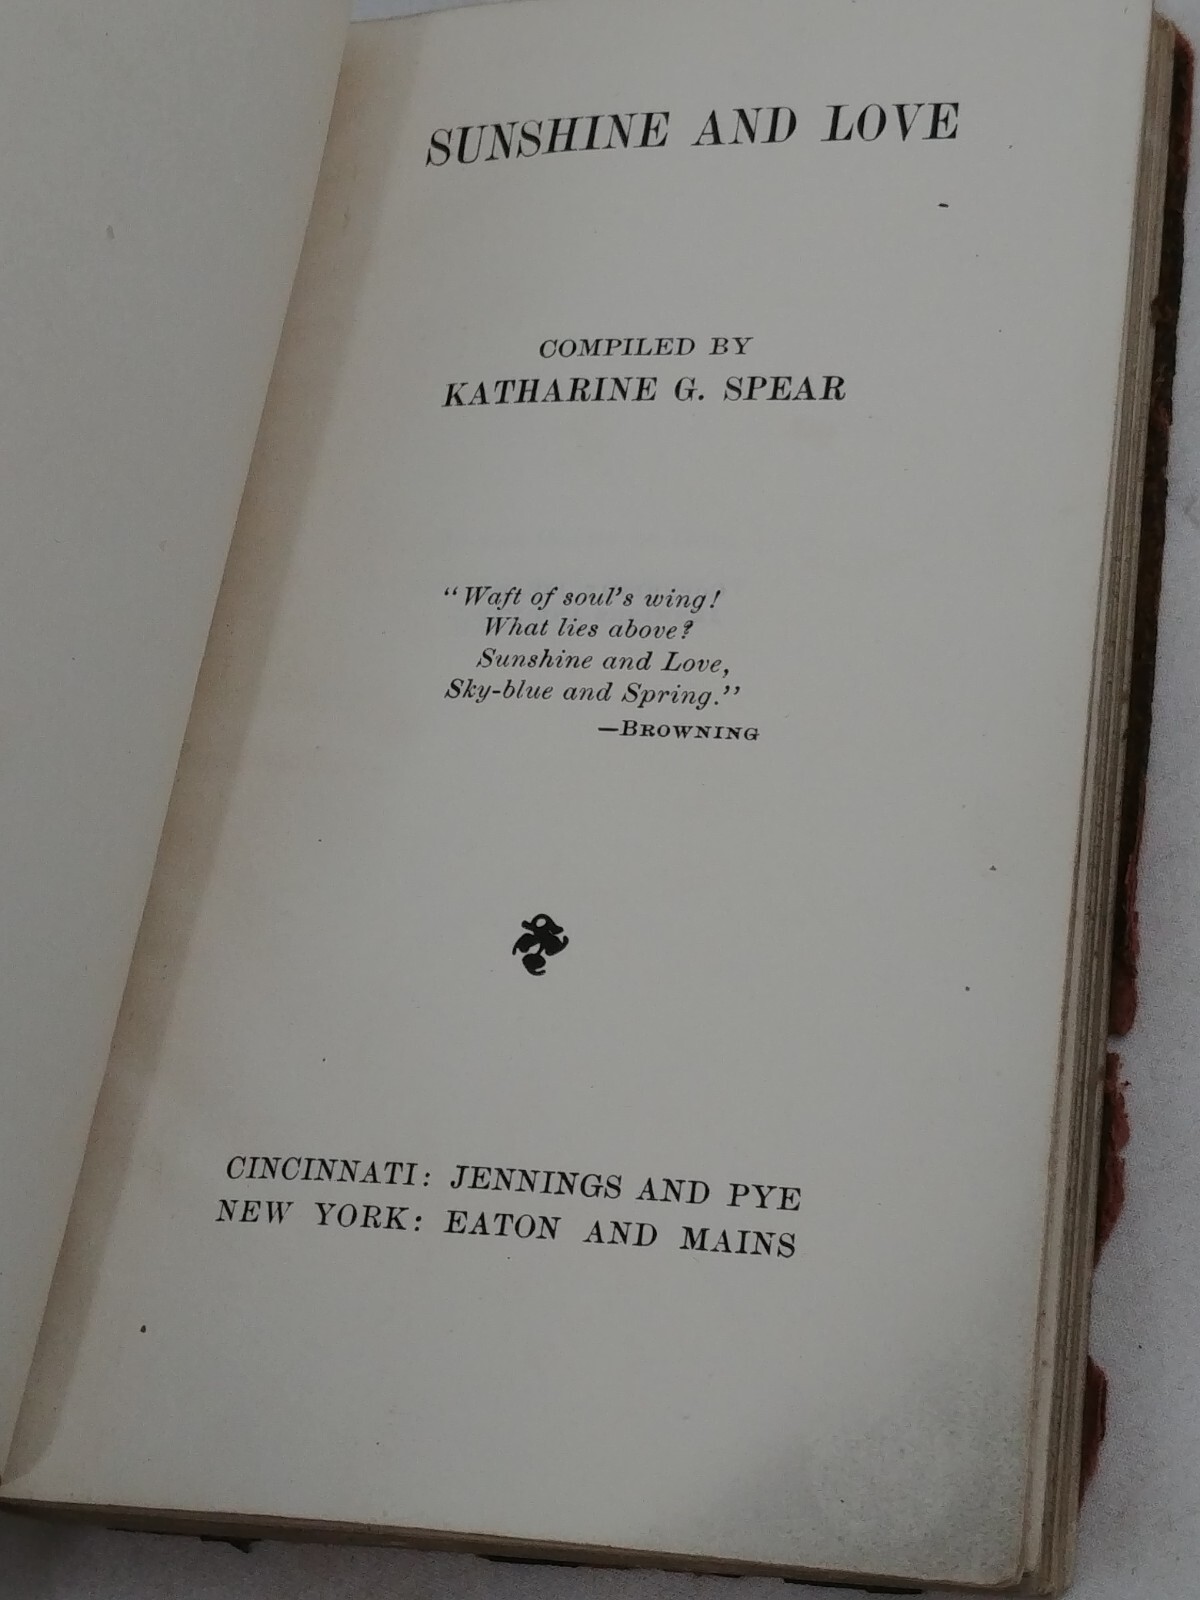 SUNSHINE AND LOVE
COMPILED BY
KATHARINE G. SPEAR
“Waft of soul’s wing!
What lies above?
Sunshine and Love,
Sky-blue and Spring.”
—BROWNING
CINCINNATI: JENNINGS AND PYE
NEW YORK: EATON AND MAINS